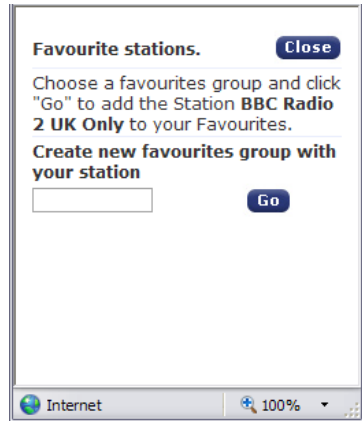 Favourite stations. Close
Choose a favourites group and click
"Go" to add the Station BBC Radio
2 UK Only to your Favourites.
Create new favourites group with
your station
Go
Internet 100%